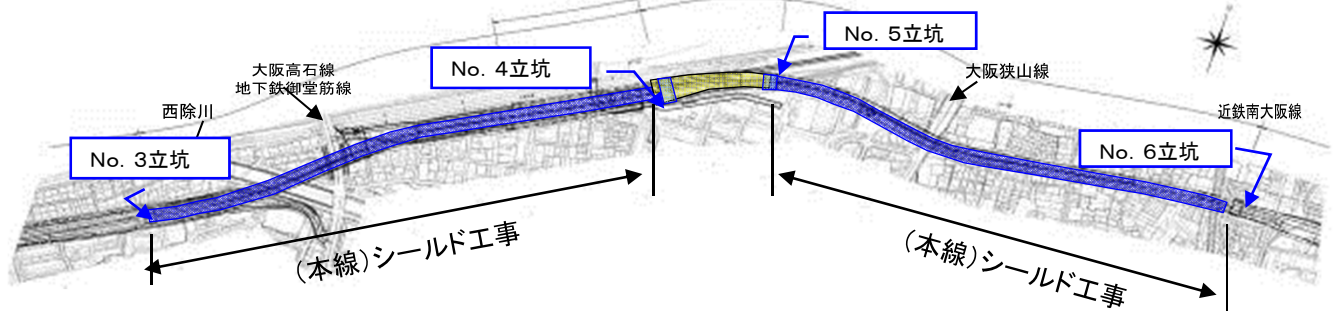 No. 5立坑
No. 4立坑
大阪高石線
地下鉄御堂筋線
大阪狭山線
西除川
近鉄南大阪線
No. 3立坑
No. 6立坑
(本線)シールド工事
(本線)シールド工事